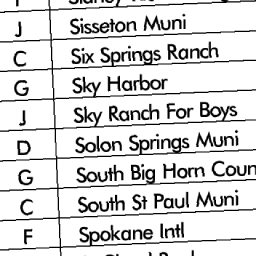 J Sisseton Muni
C Six Springs Ranch
G Sky Harbor
J Sky Ranch For Boys
D Solon Springs Muni
G South Big Horn Coun
C South St Paul Muni
F Spokane Intl